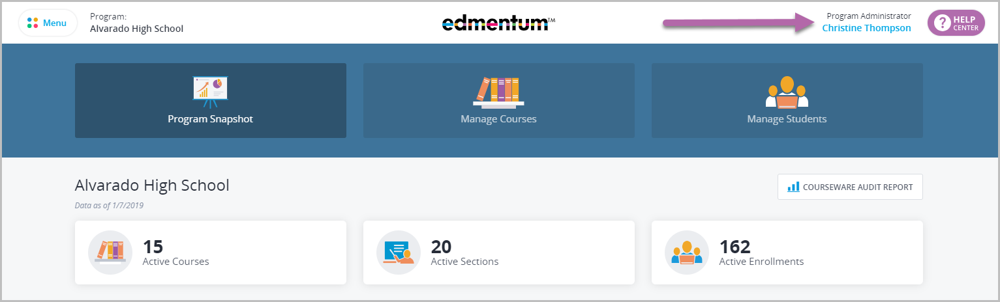 Menu
Program:
Alvarado High School
edmentum™
Program Administrator
Christine Thompson
? HELP
CENTER
Program Snapshot
Manage Courses
Manage Students
Alvarado High School
Data as of 1/7/2019
COURSEWARE AUDIT REPORT
15
Active Courses
20
Active Sections
162
Active Enrollments